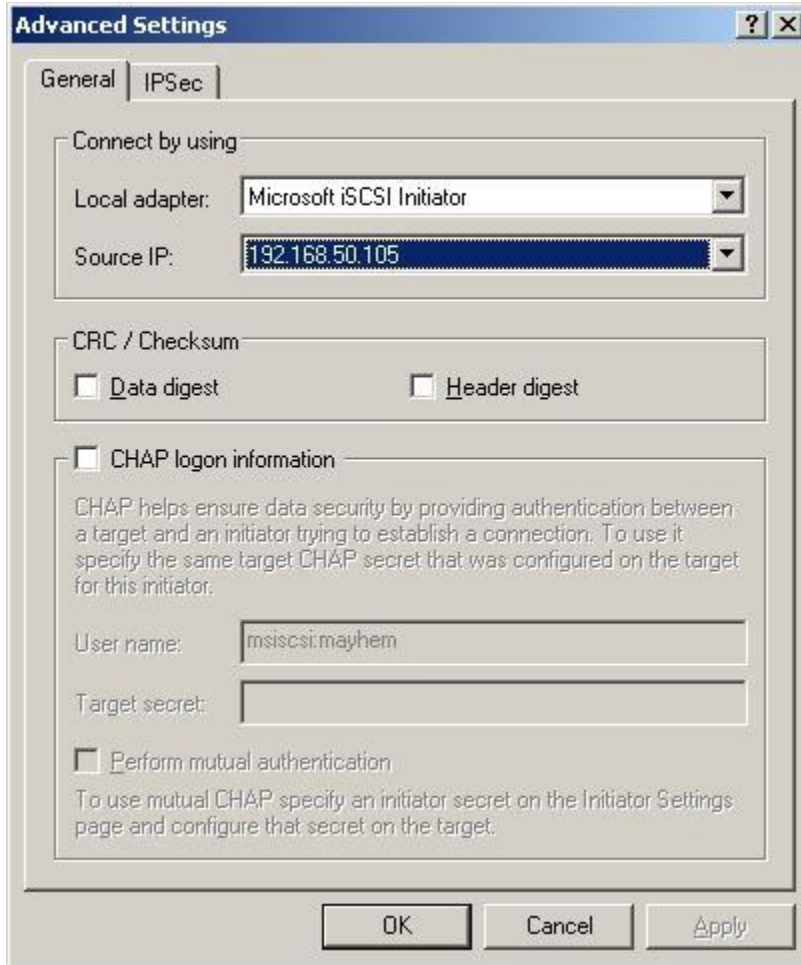 Advanced Settings
General IPSec
Connect by using
Local adapter: Microsoft iSCSI Initiator
Source IP: 192.168.50.105
CRC / Checksum
Data digest Header digest
CHAP logon information
CHAP helps ensure data security by providing authentication between
a target and an initiator trying to establish a connection. To use it
specify the same target CHAP secret that was configured on the target
for this initiator.
User name: msiscsi:mayhem
Target secret:
Perform mutual authentication
To use mutual CHAP specify an initiator secret on the Initiator Settings
page and configure that secret on the target.
OK Cancel Apply